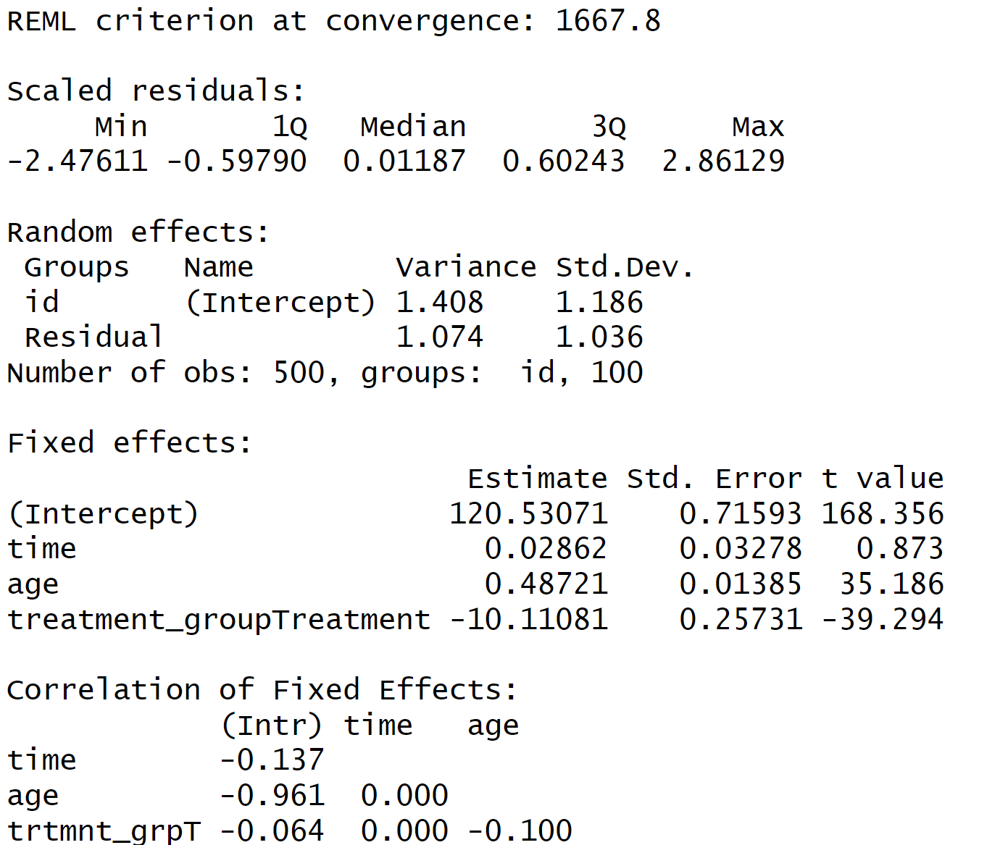 REML criterion at convergence: 1667.8
Scaled residuals:
Min 1Q Median 3Q Max
-2.47611 -0.59790 0.01187 0.60243 2.86129
Random effects:
Groups Name Variance Std.Dev.
id (Intercept) 1.408 1.186
Residual 1.074 1.036
Number of obs: 500, groups: id, 100
Fixed effects:
Estimate Std. Error t value
(Intercept) 120.53071 0.71593 168.356
time 0.02862 0.03278 0.873
age 0.48721 0.01385 35.186
treatment_groupTreatment -10.11081 0.25731 -39.294
Correlation of Fixed Effects:
(Intr) time age
time -0.137
age -0.961 0.000
trtmnt_grpT -0.064 0.000 -0.100